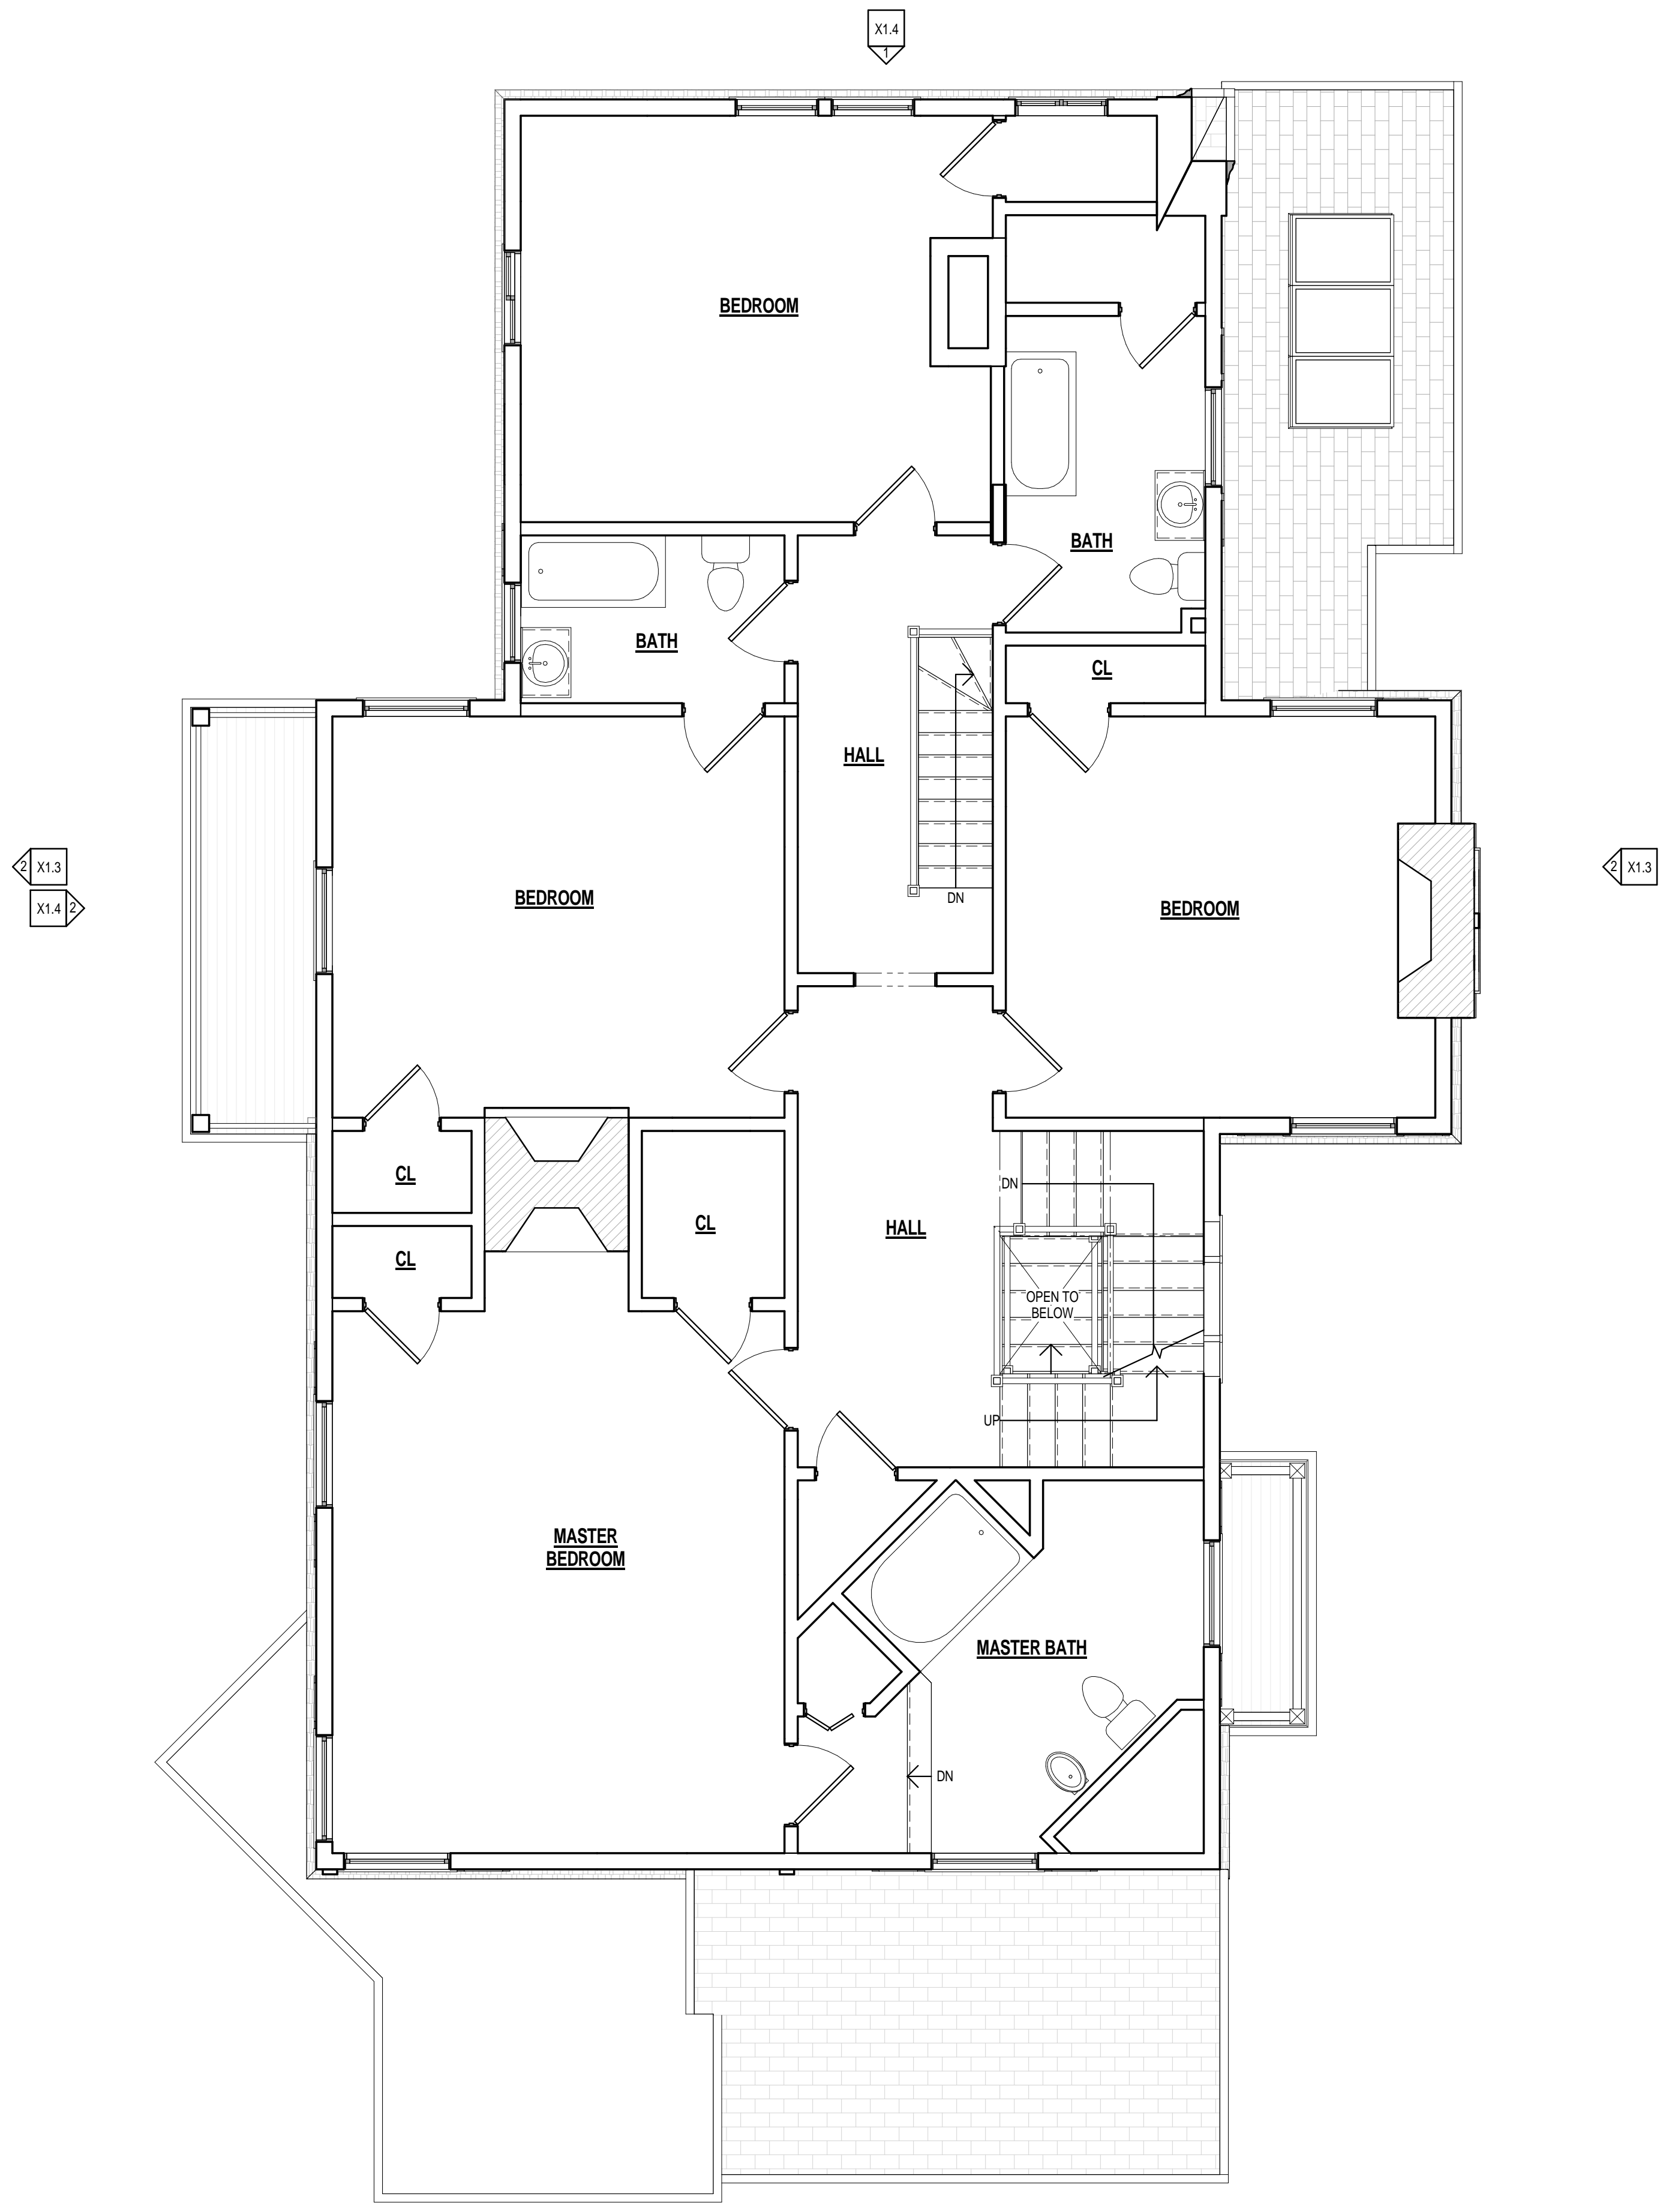 X1.4
1
BEDROOM
BATH
BATH
CL
HALL
2
X1.3
X1.4
2
BEDROOM
DN
BEDROOM
2
X1.3
CL
DN
CL
HALL
CL
OPEN TO
BELOW
UP
MASTER
BEDROOM
MASTER BATH
DN